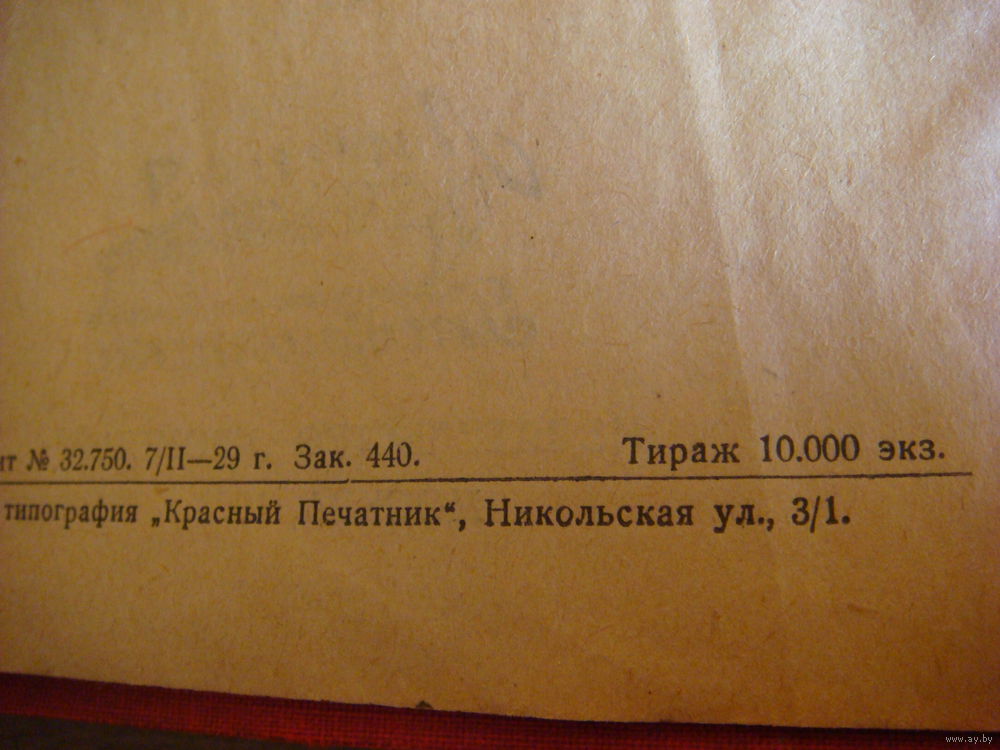 № 32.750. 7/II—29 г. Зак. 440. Тираж 10.000 экз.
типография „Красный Печатник“, Никольская ул., 3/1.
www.ay.by